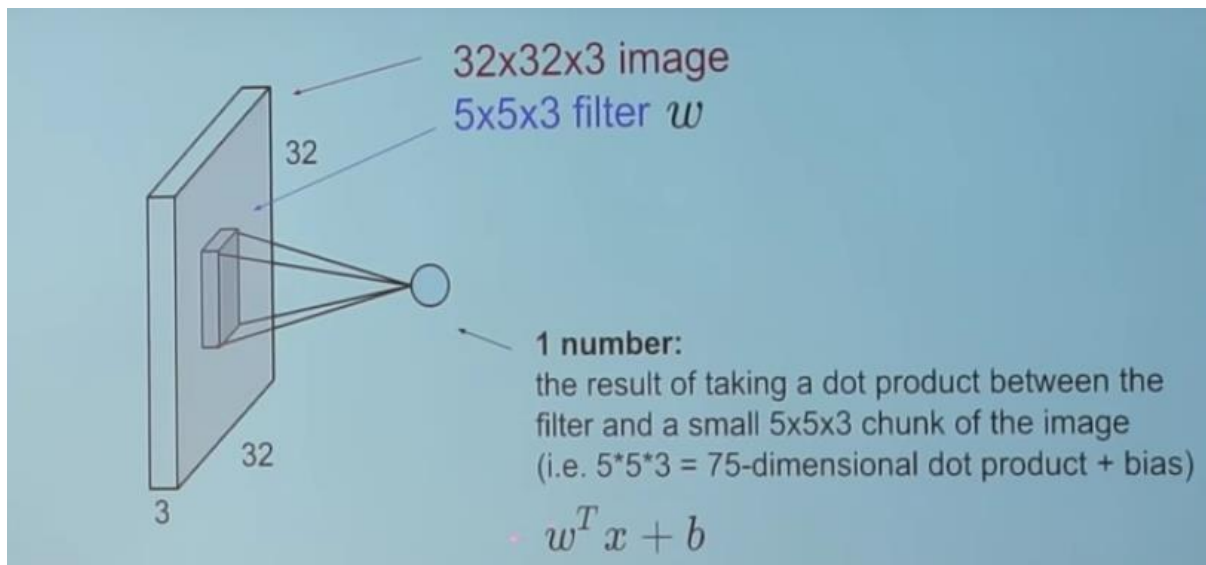 32x32x3 image
5x5x3 filter w
32
32
3
1 number:
the result of taking a dot product between the
filter and a small 5x5x3 chunk of the image
(i.e. 5*5*3 = 75-dimensional dot product + bias)
w^T x + b